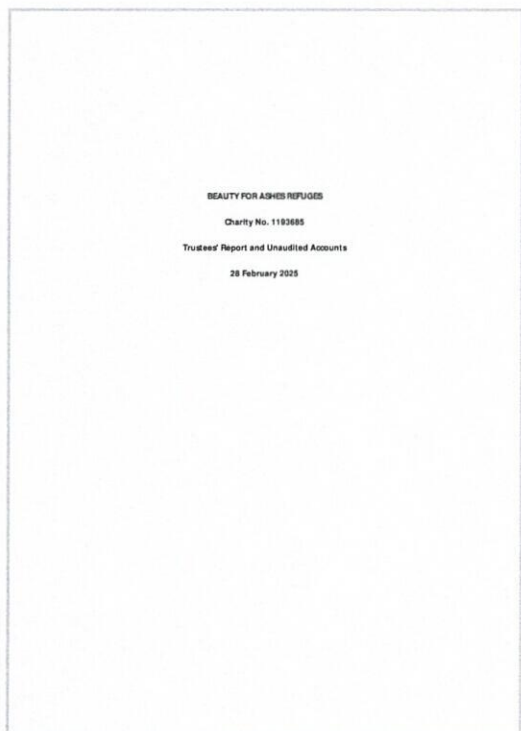 BEAUTY FOR ASHES REFUGES
Charity No. 1193685
Trustees' Report and Unaudited Accounts
28 February 2025